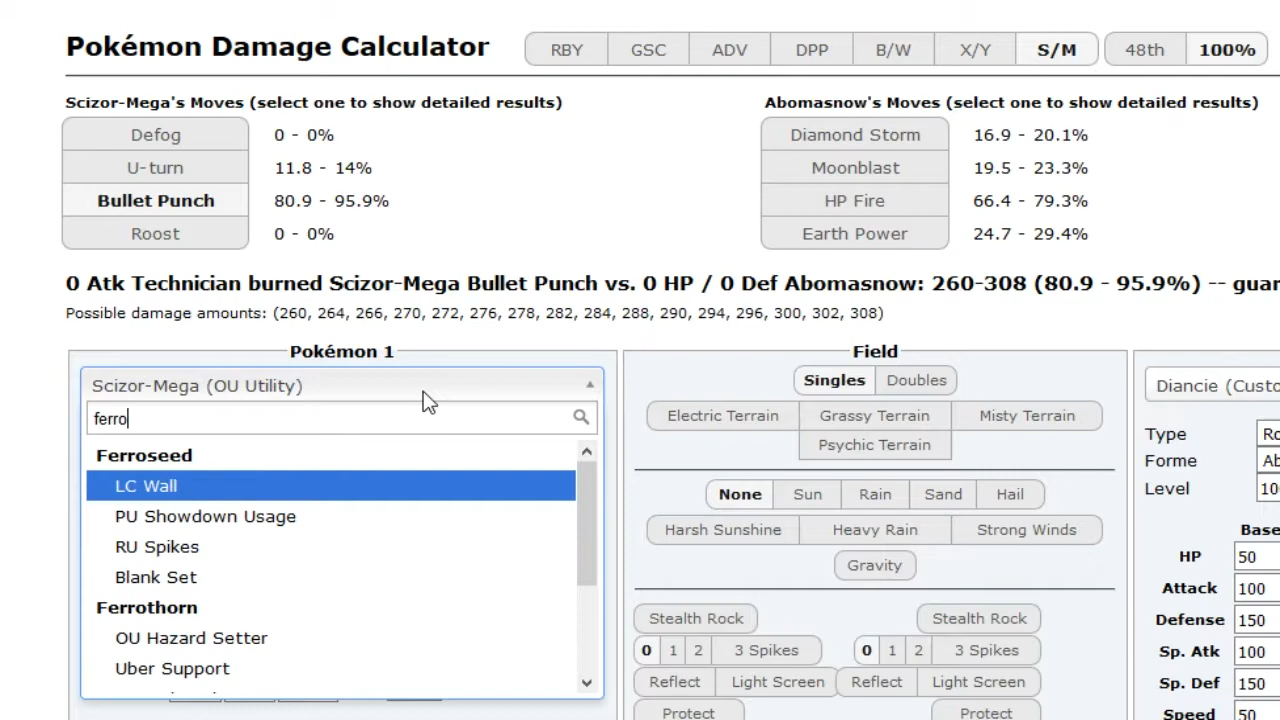 Pokémon Damage Calculator
RBY GSC ADV DPP B/W X/Y S/M 48th 100%
Scizor-Mega's Moves (select one to show detailed results)
Defog 0 - 0%
U-turn 11.8 - 14%
Bullet Punch 80.9 - 95.9%
Roost 0 - 0%
Abomasnow's Moves (select one to show detailed results)
Diamond Storm 16.9 - 20.1%
Moonblast 19.5 - 23.3%
HP Fire 66.4 - 79.3%
Earth Power 24.7 - 29.4%
0 Atk Technician burned Scizor-Mega Bullet Punch vs. 0 HP / 0 Def Abomasnow: 260-308 (80.9 - 95.9%) -- guar
Possible damage amounts: (260, 264, 266, 270, 272, 276, 278, 282, 284, 288, 290, 294, 296, 300, 302, 308)
Pokémon 1
Scizor-Mega (OU Utility)
ferro
Ferroseed
LC Wall
PU Showdown Usage
RU Spikes
Blank Set
Ferrothorn
OU Hazard Setter
Uber Support
Field
Singles Doubles
Electric Terrain Grassy Terrain Misty Terrain
Psychic Terrain
None Sun Rain Sand Hail
Harsh Sunshine Heavy Rain Strong Winds
Gravity
Stealth Rock Stealth Rock
0 1 2 3 Spikes 0 1 2 3 Spikes
Reflect Light Screen Reflect Light Screen
Protect Protect
Diancie (Custo
Type Ro
Forme Ab
Level 10
Base
HP 50
Attack 100
Defense 150
Sp. Atk 100
Sp. Def 150
Speed 50